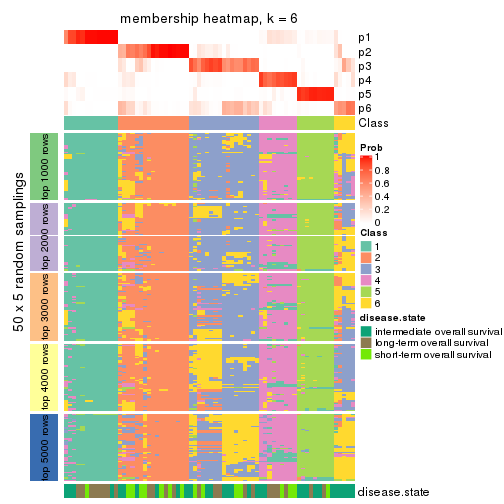 membership heatmap, k = 6
p1
p2
p3
p4
p5
p6
Class
50 x 5 random samplings
top 1000 rows
top 2000 rows
top 3000 rows
top 4000 rows
top 5000 rows
Prob
1
0.8
0.6
0.4
0.2
0
Class
1
2
3
4
5
6
disease.state
intermediate overall survival
long-term overall survival
short-term overall survival
disease.state